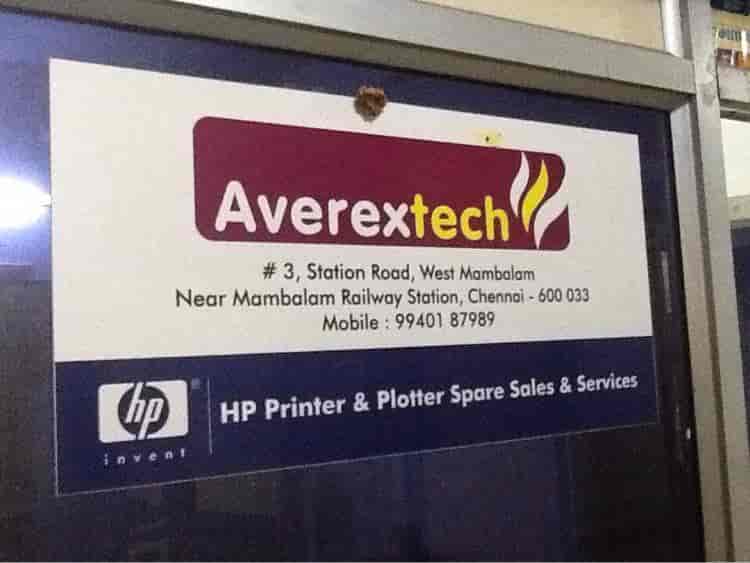 Averextech
# 3, Station Road, West Mambalam
Near Mambalam Railway Station, Chennai - 600 033
Mobile : 99401 87989
hp ®
invent
HP Printer & Plotter Spare Sales & Services